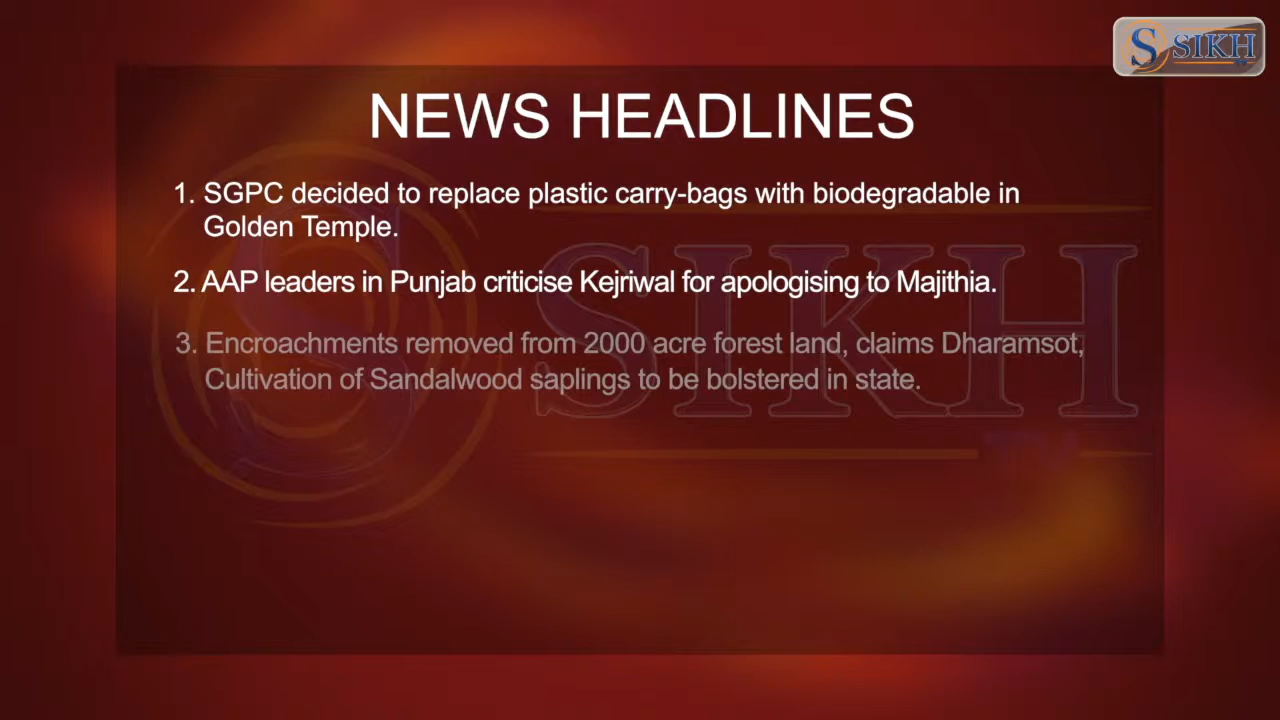 S SIKH
NEWS HEADLINES
1. SGPC decided to replace plastic carry-bags with biodegradable in
Golden Temple.
2. AAP leaders in Punjab criticise Kejriwal for apologising to Majithia.
3. Encroachments removed from 2000 acre forest land, claims Dharamsot,
Cultivation of Sandalwood saplings to be bolstered in state.
S SIKH